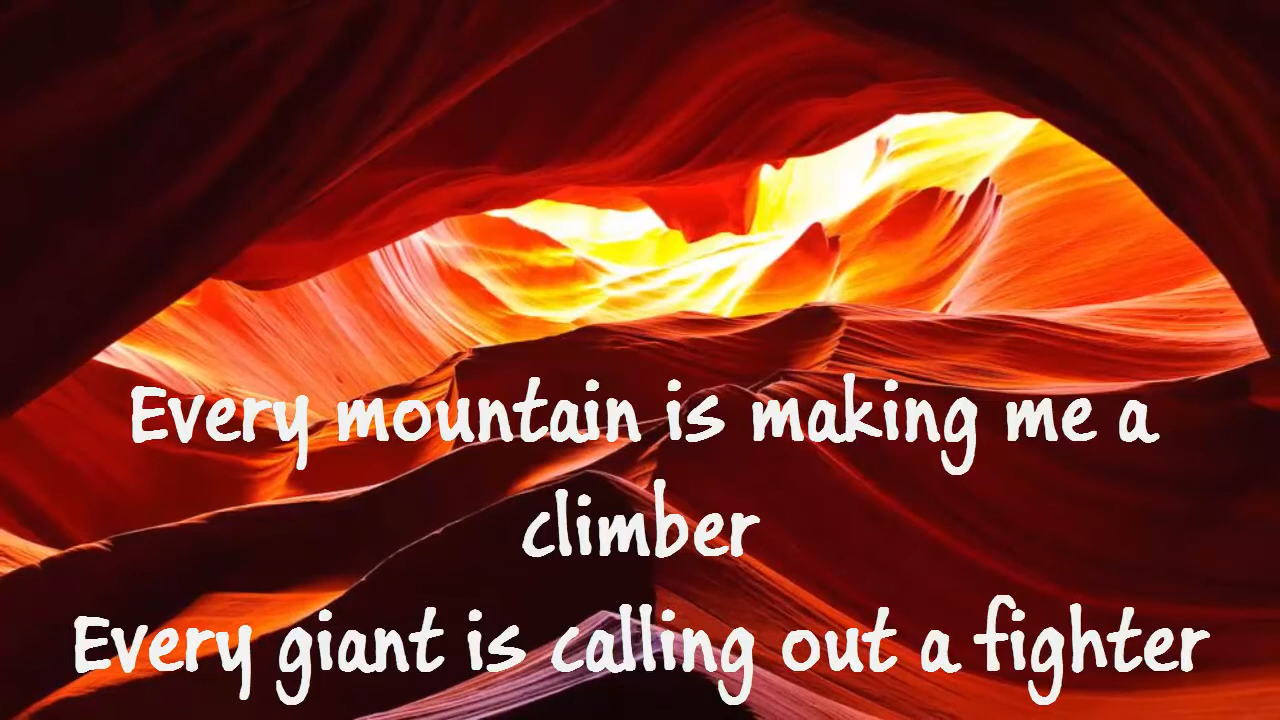 Every mountain is making me a
climber
Every giant is calling out a fighter